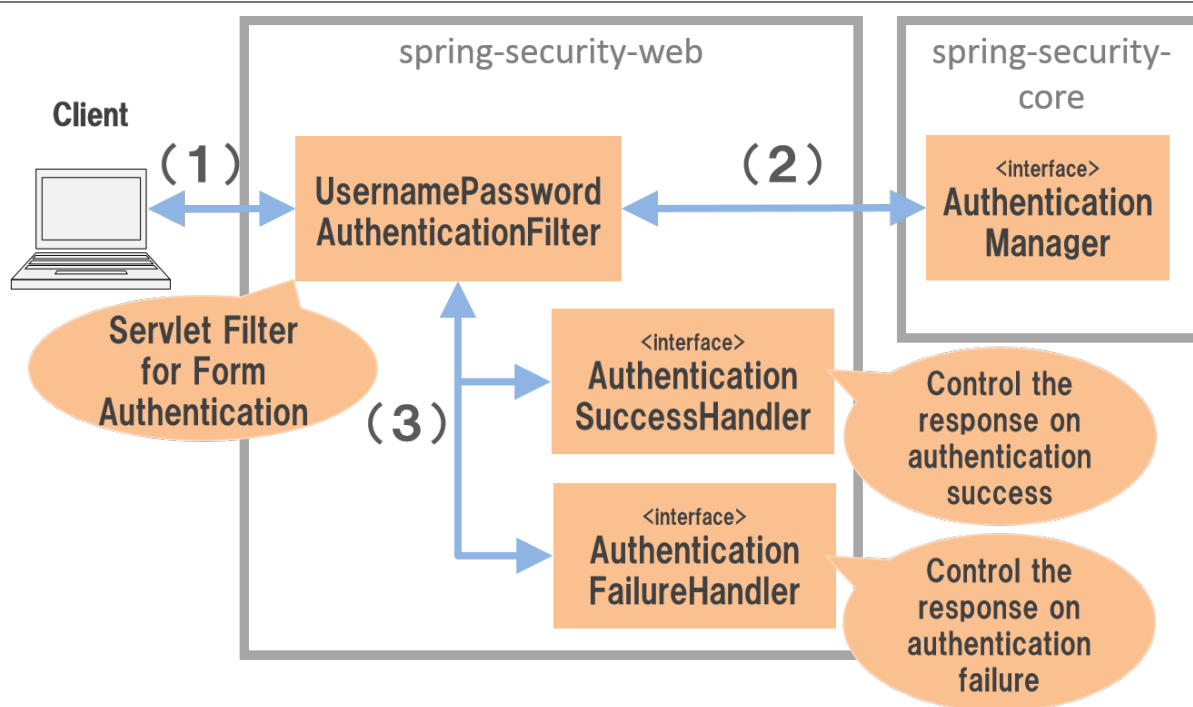 spring-security-web
spring-security-
core
Client
(1)
(2)
UsernamePassword
AuthenticationFilter
<interface>
Authentication
Manager
Servlet Filter
for Form
Authentication
(3)
<interface>
Authentication
SuccessHandler
Control the
response on
authentication
success
<interface>
Authentication
FailureHandler
Control the
response on
authentication
failure